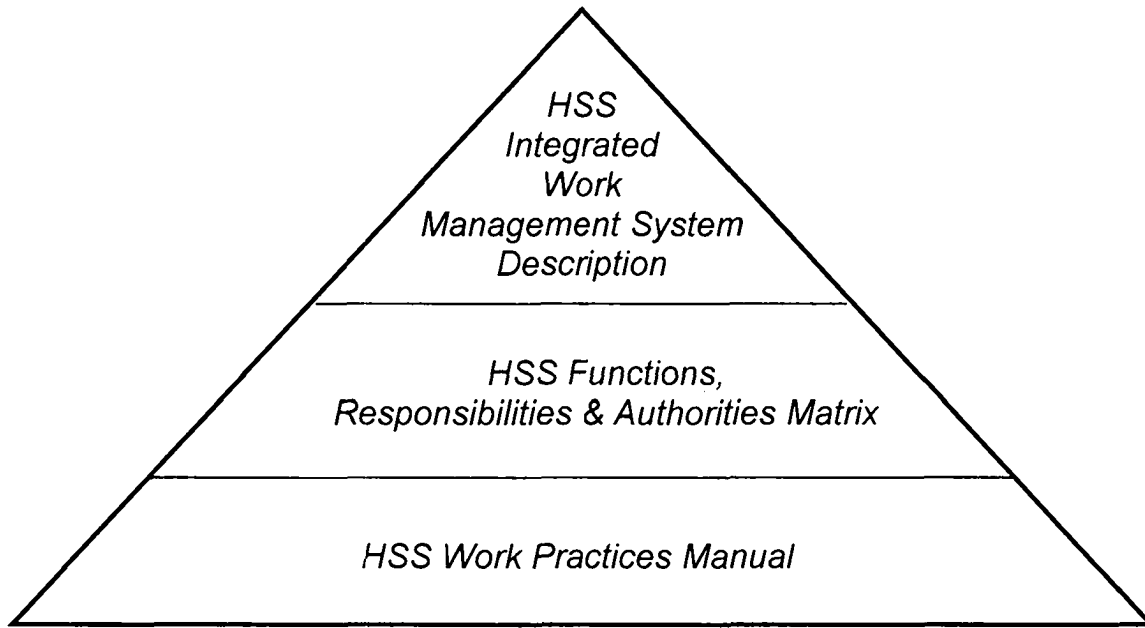 HSS
Integrated
Work
Management System
Description
HSS Functions,
Responsibilities & Authorities Matrix
HSS Work Practices Manual